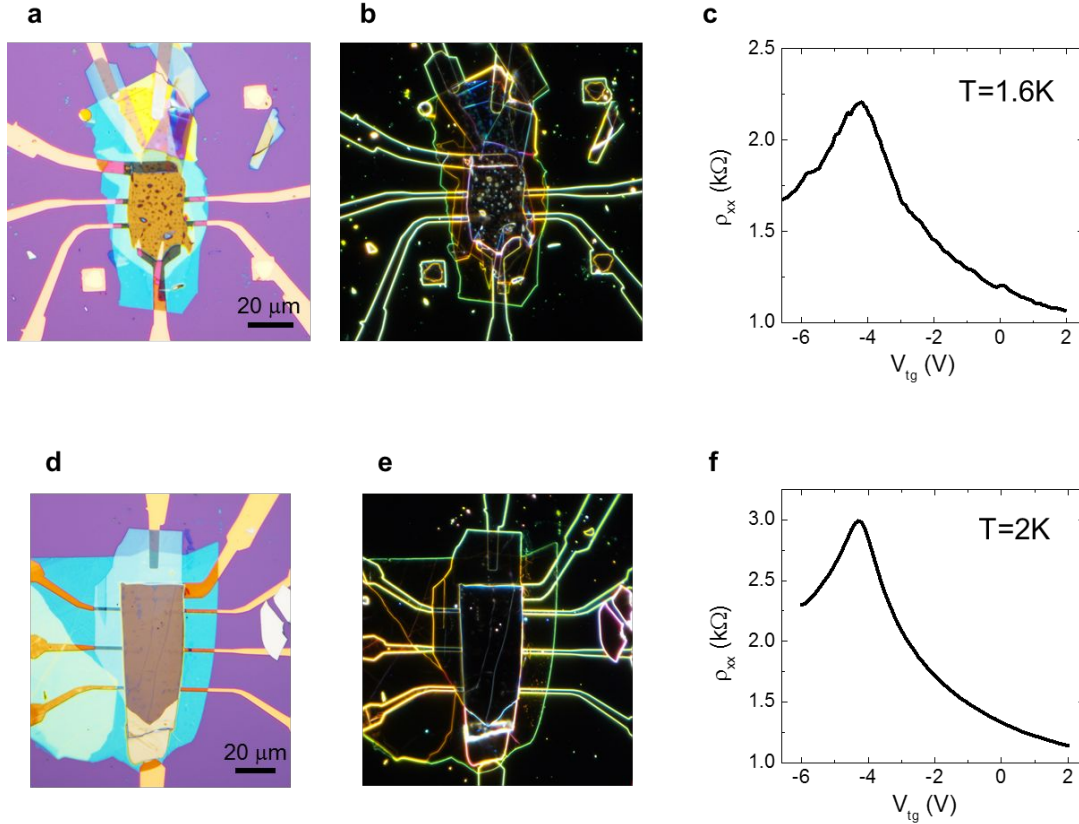 a
b
c
20 μm
2.5
2.0
1.5
1.0
ρxx (kΩ)
T=1.6K
-6
-4
-2
0
2
Vtg (V)
d
e
f
20 μm
3.0
2.5
2.0
1.5
1.0
ρxx (kΩ)
T=2K
-6
-4
-2
0
2
Vtg (V)